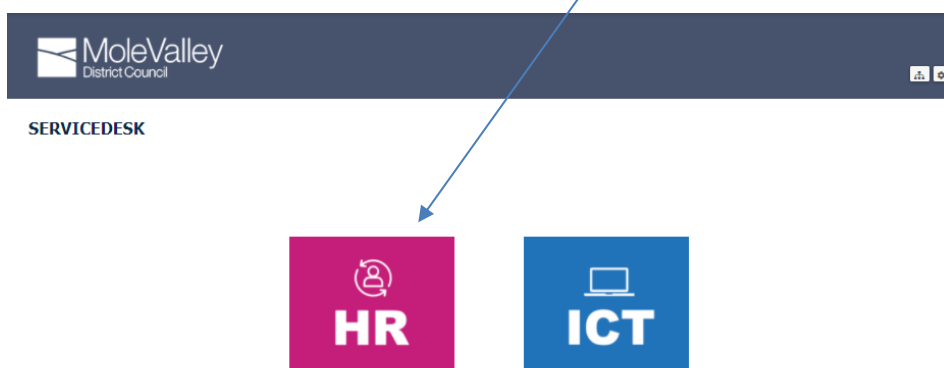 MoleValley
District Council
SERVICEDESK
HR
ICT